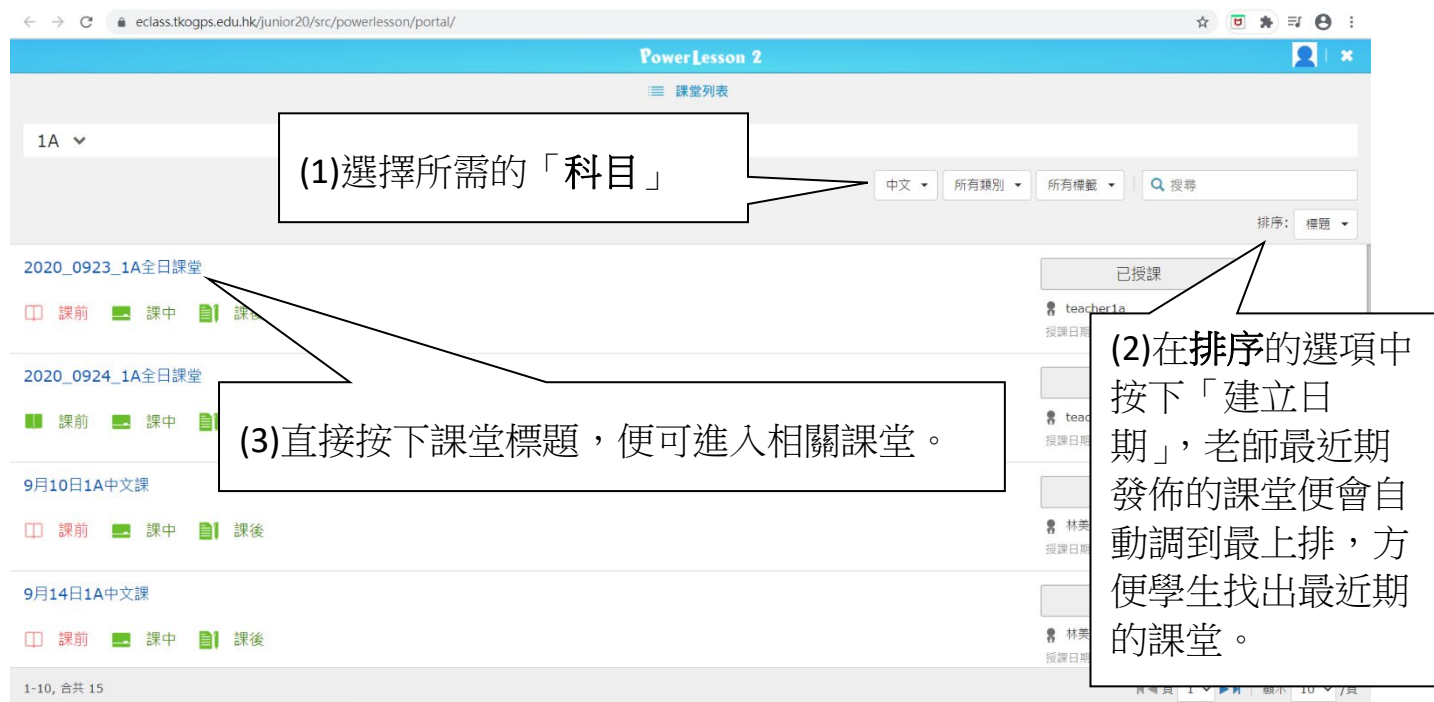 eclass.tkogps.edu.hk/junior20/src/powerlesson/portal/
PowerLesson 2
課堂列表
1A
(1)選擇所需的「科目」
中文 所有類別 所有標籤 搜尋
排序: 標題
2020_0923_1A全日課堂
已授課
課前 課中 課後
teacher1a
授課日期
(2)在排序的選項中
按下「建立日
期」，老師最近期
發佈的課堂便會自
動調到最上排，方
便學生找出最近期
的課堂。
2020_0924_1A全日課堂
課前 課中
teac
授課日期
(3)直接按下課堂標題，便可進入相關課堂。
9月10日1A中文課
課前 課中 課後
林美
授課日期
9月14日1A中文課
課前 課中 課後
林美
授課日期
1-10, 合共 15
頁 1 顯示 10 /頁